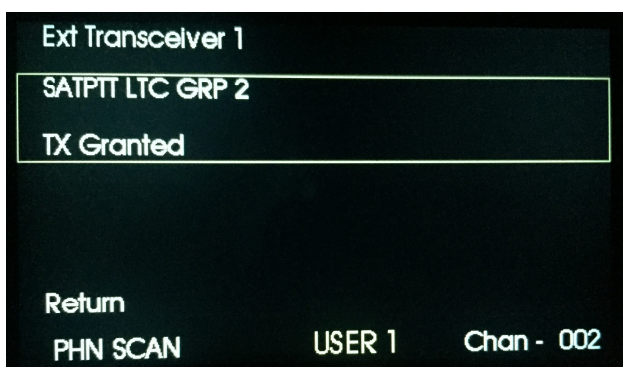 Ext Transceiver 1
SATPTT LTC GRP 2
TX Granted
Return
PHN SCAN USER 1 Chan - 002